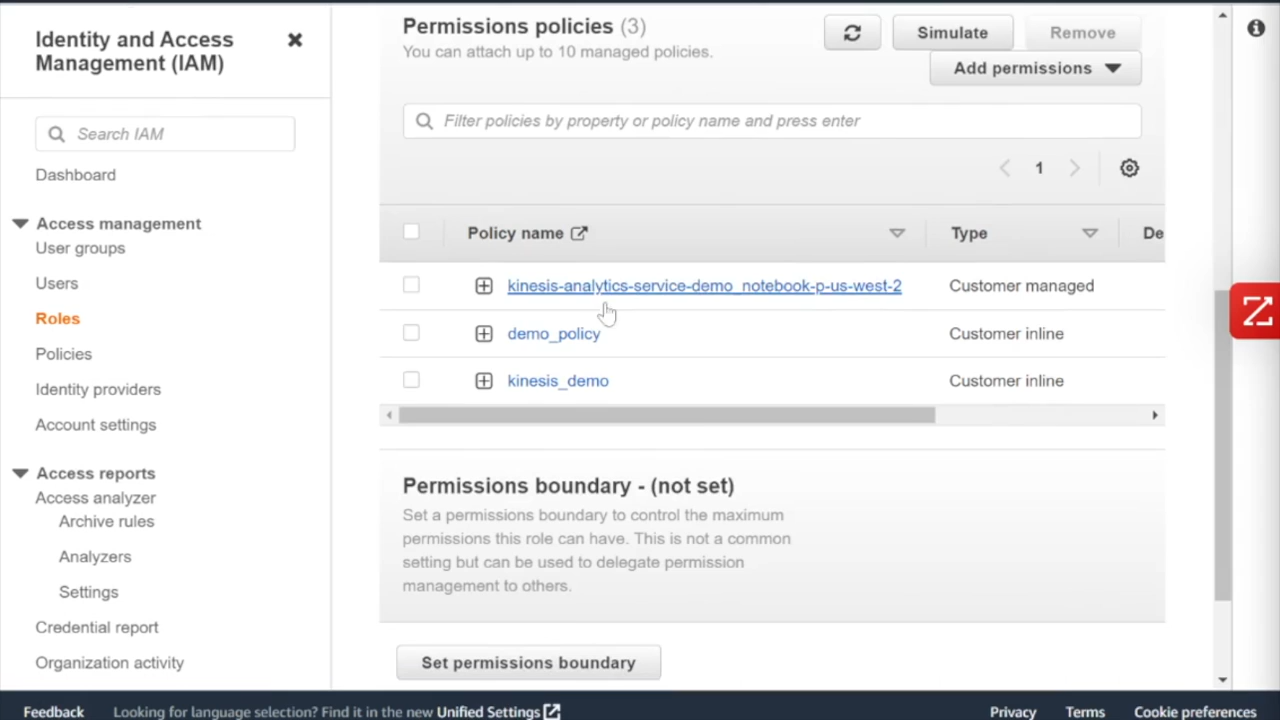 Identity and Access
Management (IAM)
Search IAM
Dashboard
Access management
User groups
Users
Roles
Policies
Identity providers
Account settings
Access reports
Access analyzer
Archive rules
Analyzers
Settings
Credential report
Organization activity
Permissions policies (3)
You can attach up to 10 managed policies.
Simulate
Remove
Add permissions
Filter policies by property or policy name and press enter
1
Policy name Type De
kinesis-analytics-service-demo_notebook-p-us-west-2 Customer managed
demo_policy Customer inline
kinesis_demo Customer inline
Permissions boundary - (not set)
Set a permissions boundary to control the maximum
permissions this role can have. This is not a common
setting but can be used to delegate permission
management to others.
Set permissions boundary
Feedback Looking for language selection? Find it in the new Unified Settings Privacy Terms Cookie preferences